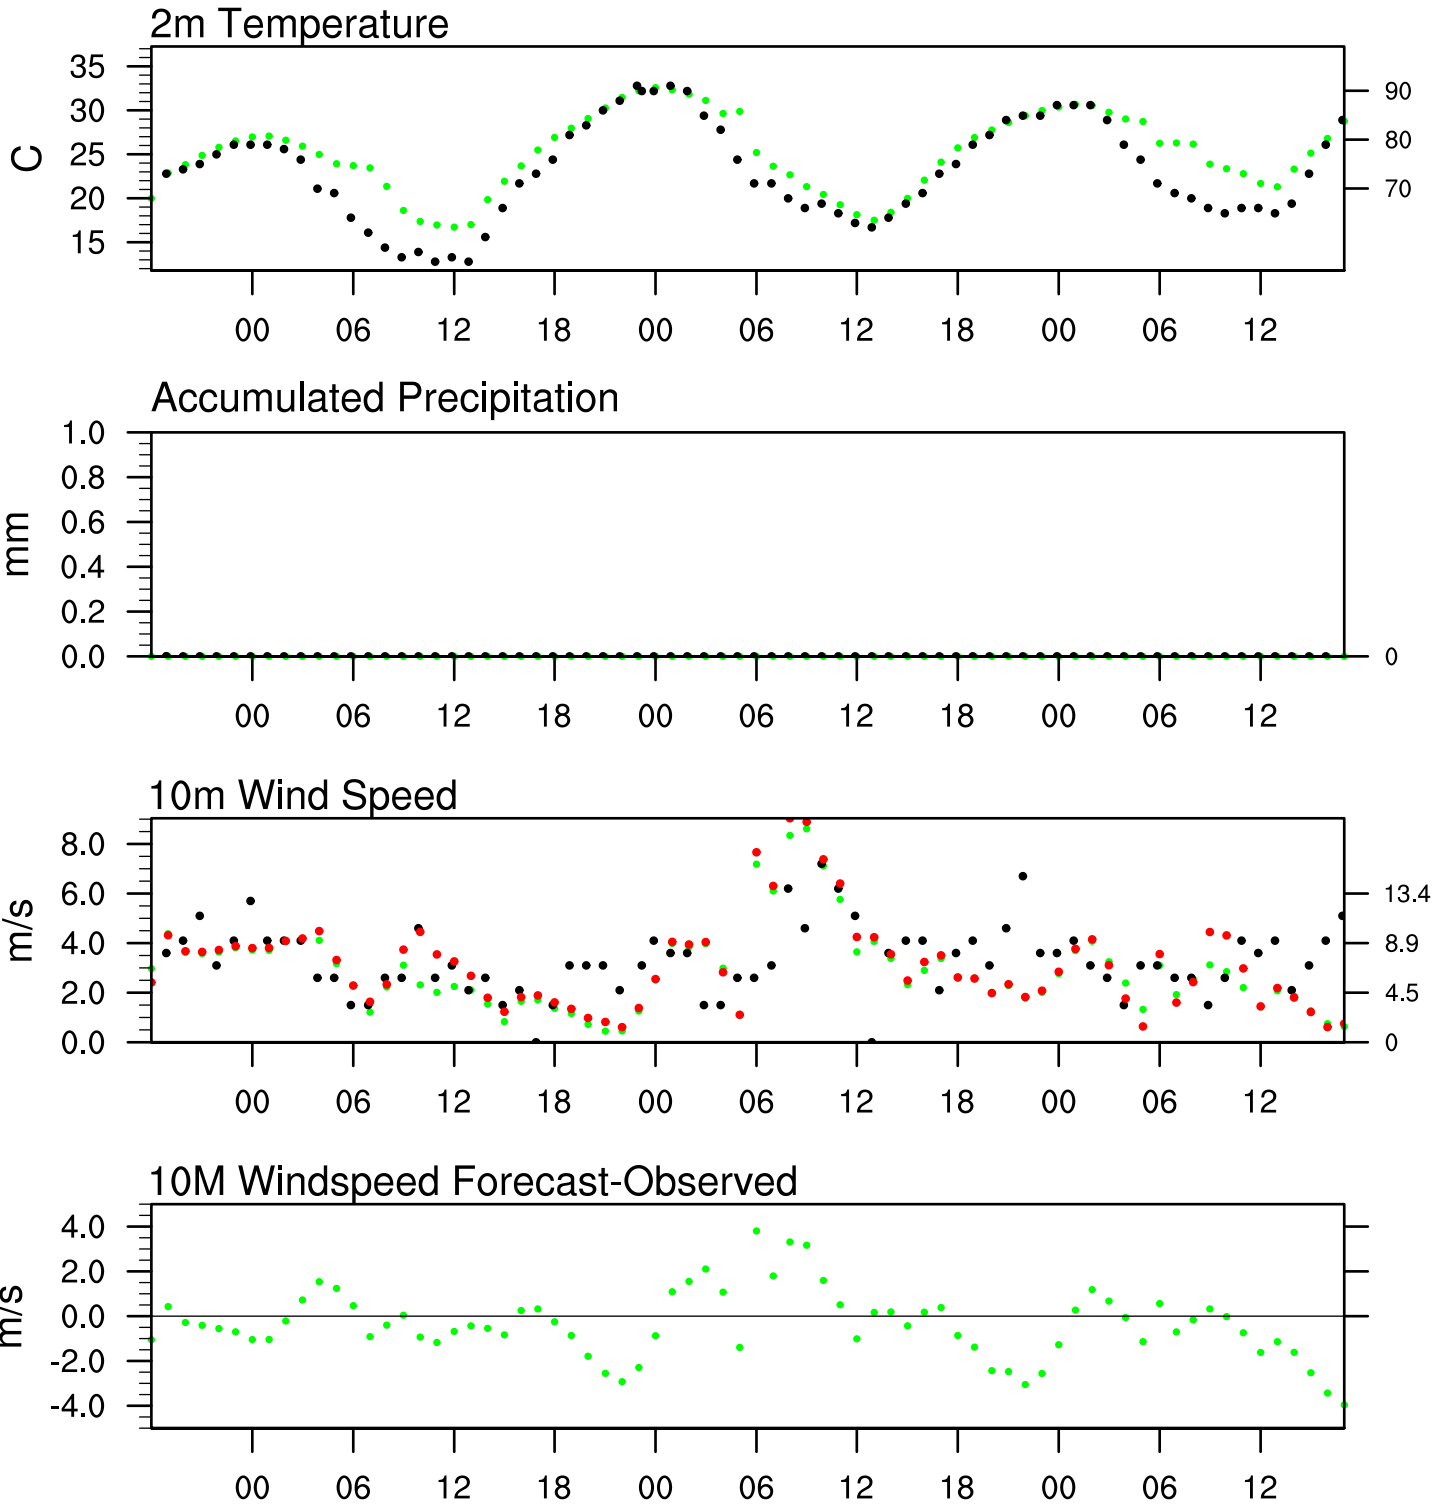 2m Temperature
C
35
30
25
20
15
90
80
70
00 06 12 18 00 06 12 18 00 06 12
Accumulated Precipitation
mm
1.0
0.8
0.6
0.4
0.2
0.0
0
00 06 12 18 00 06 12 18 00 06 12
10m Wind Speed
m/s
8.0
6.0
4.0
2.0
0.0
13.4
8.9
4.5
0
00 06 12 18 00 06 12 18 00 06 12
10M Windspeed Forecast-Observed
m/s
4.0
2.0
0.0
-2.0
-4.0
00 06 12 18 00 06 12 18 00 06 12